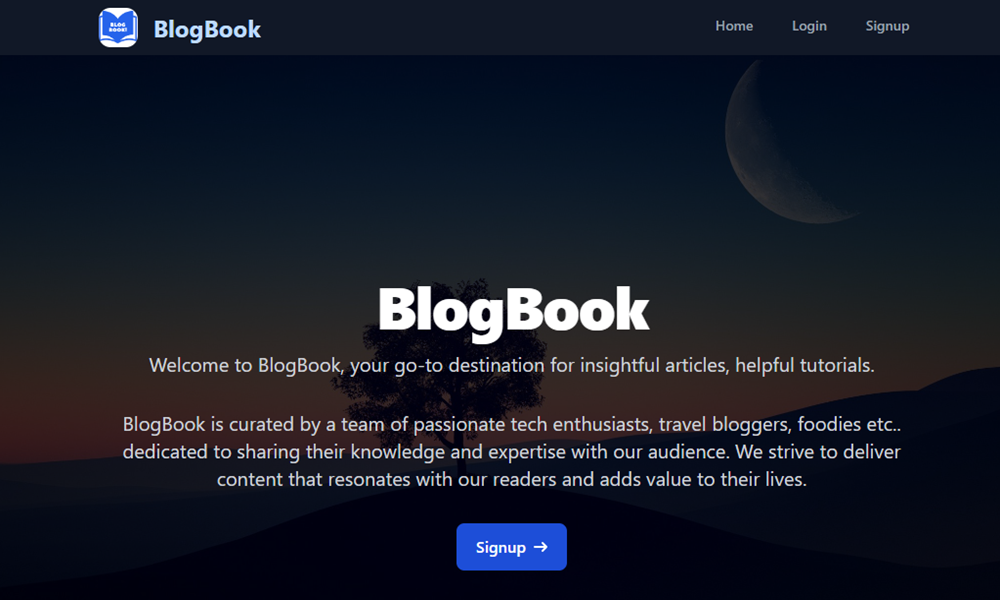 BLOG
BOOK!
BlogBook
Home
Login
Signup
BlogBook
Welcome to BlogBook, your go-to destination for insightful articles, helpful tutorials.
BlogBook is curated by a team of passionate tech enthusiasts, travel bloggers, foodies etc..
dedicated to sharing their knowledge and expertise with our audience. We strive to deliver
content that resonates with our readers and adds value to their lives.
Signup →